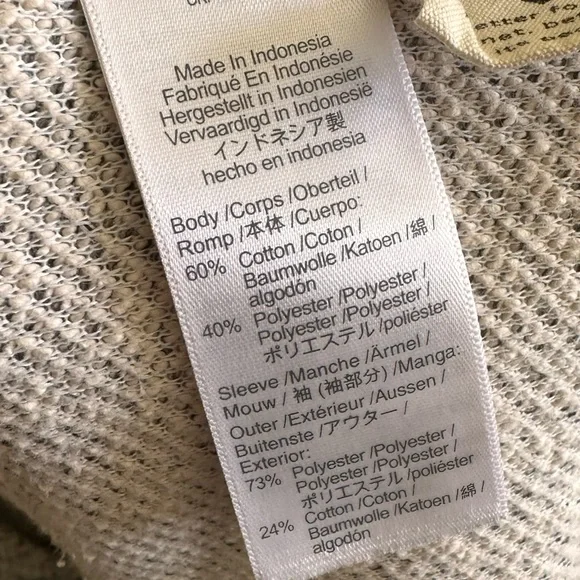 Made In Indonesia
Fabriqué En Indonésie
Hergestellt in Indonesien
Vervaardigd in Indonesië
インドネシア製
hecho en indonesia
Body /Corps /Oberteil /
Romp /本体 /Cuerpo:
60% Cotton /Coton /
Baumwolle /Katoen /綿 /
algodón
40% Polyester /Polyester /
Polyester /Polyester /
ポリエステル /poliéster
Sleeve /Manche /Ärmel /
Mouw / 袖 (袖部分) /Manga:
Outer /Extérieur /Aussen /
Buitenste /アウター /
Exterior:
73% Polyester /Polyester /
Polyester /Polyester /
ポリエステル /poliéster
24% Cotton /Coton /
Baumwolle /Katoen /綿 /
algodón